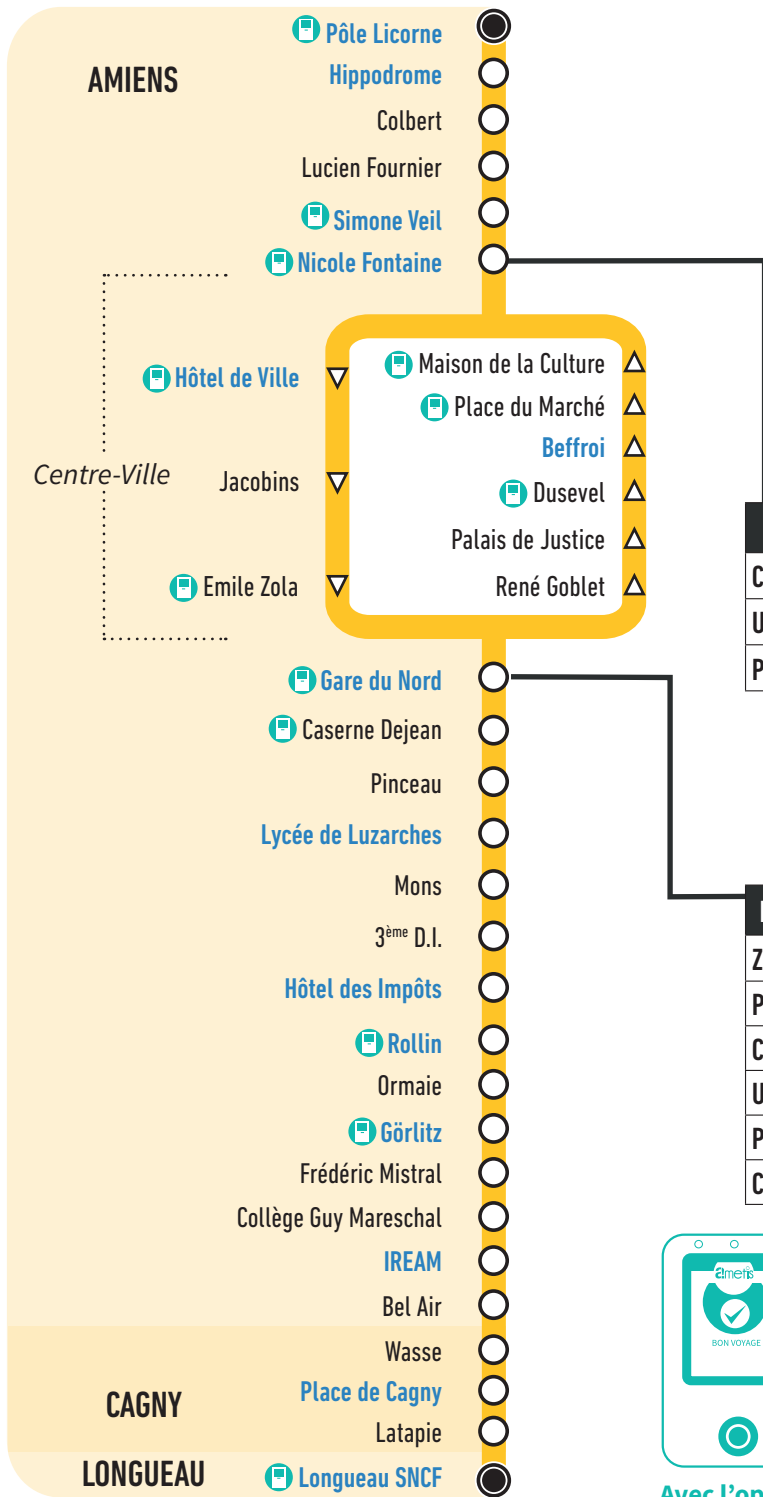 AMIENS
Pôle Licorne
Hippodrome
Colbert
Lucien Fournier
Simone Veil
Nicole Fontaine
Centre-Ville
Hôtel de Ville
Jacobins
Emile Zola
Maison de la Culture
Place du Marché
Beffroi
Dusevel
Palais de Justice
René Goblet
Gare du Nord
Caserne Dejean
Pinceau
Lycée de Luzarches
Mons
3ème D.I.
Hôtel des Impôts
Rollin
Ormaie
Görlitz
Frédéric Mistral
Collège Guy Mareschal
IREAM
Bel Air
Wasse
CAGNY
Place de Cagny
Latapie
LONGUEAU
Longueau SNCF
C
U
P
Z
P
C
U
P
C
ametis
BON VOYAGE
Avec l'op